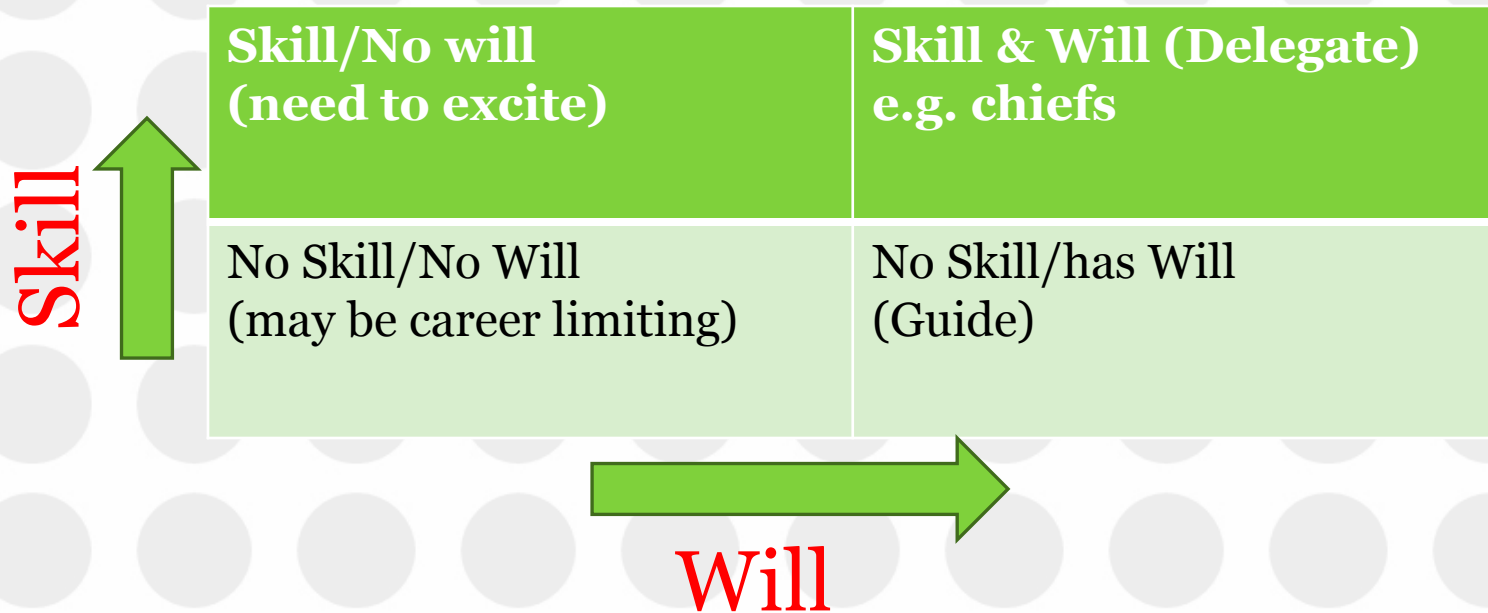 Skill/No will
(need to excite)
Skill & Will (Delegate)
e.g. chiefs
Skill
No Skill/No Will
(may be career limiting)
No Skill/has Will
(Guide)
Will